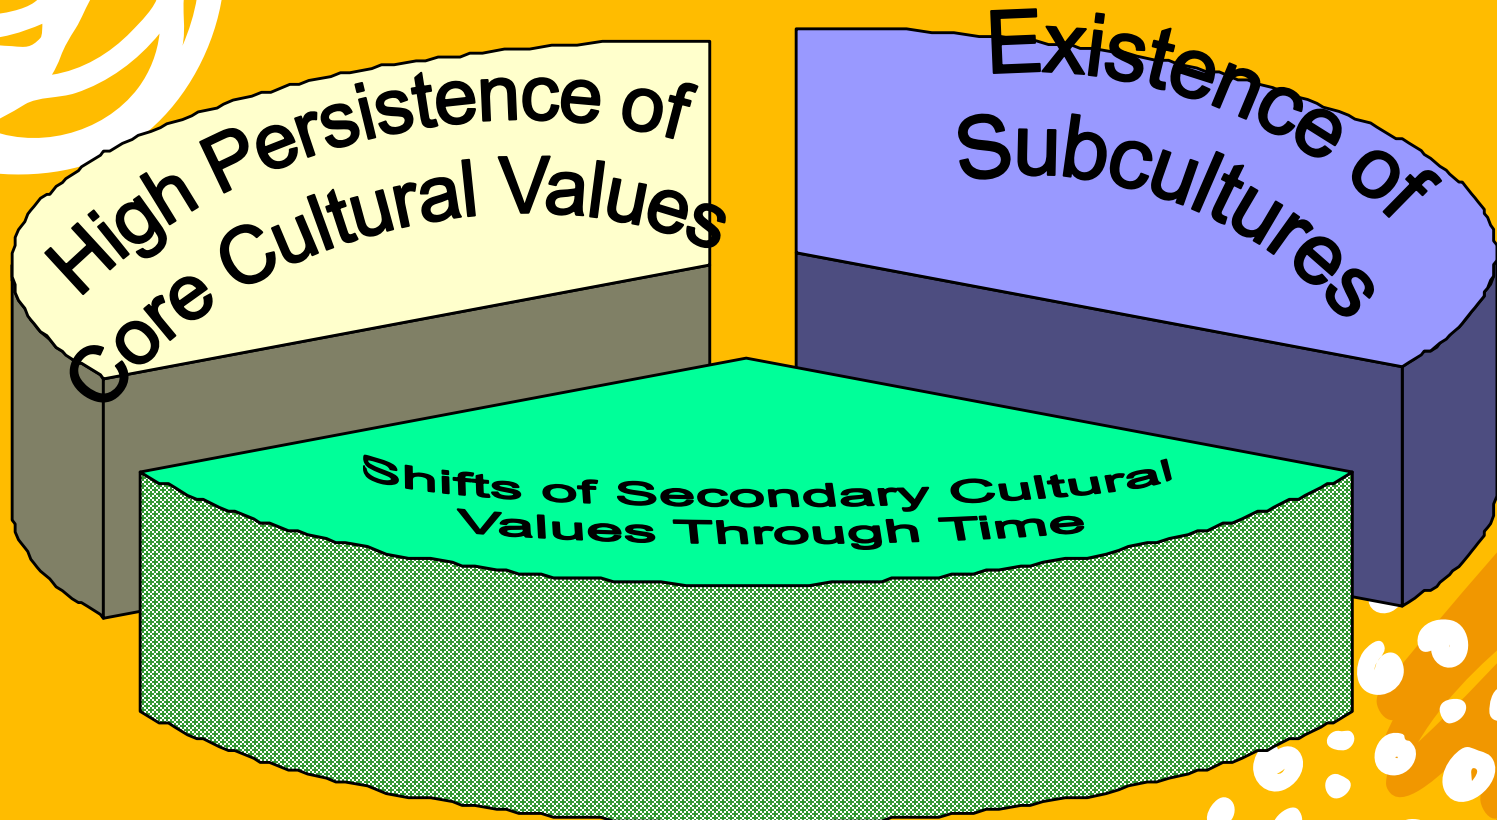 High Persistence of
Core Cultural Values
Existence of
Subcultures
Shifts of Secondary Cultural
Values Through Time